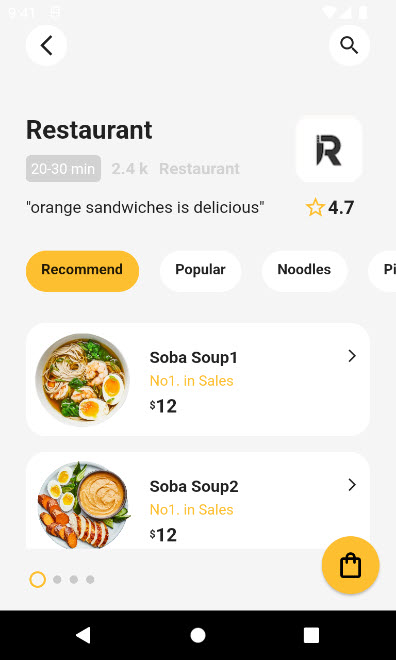 9:41
Restaurant
R
20-30 min 2.4 k Restaurant
"orange sandwiches is delicious"
4.7
Recommend Popular Noodles Pi
Soba Soup1
No1. in Sales
$12
Soba Soup2
No1. in Sales
$12